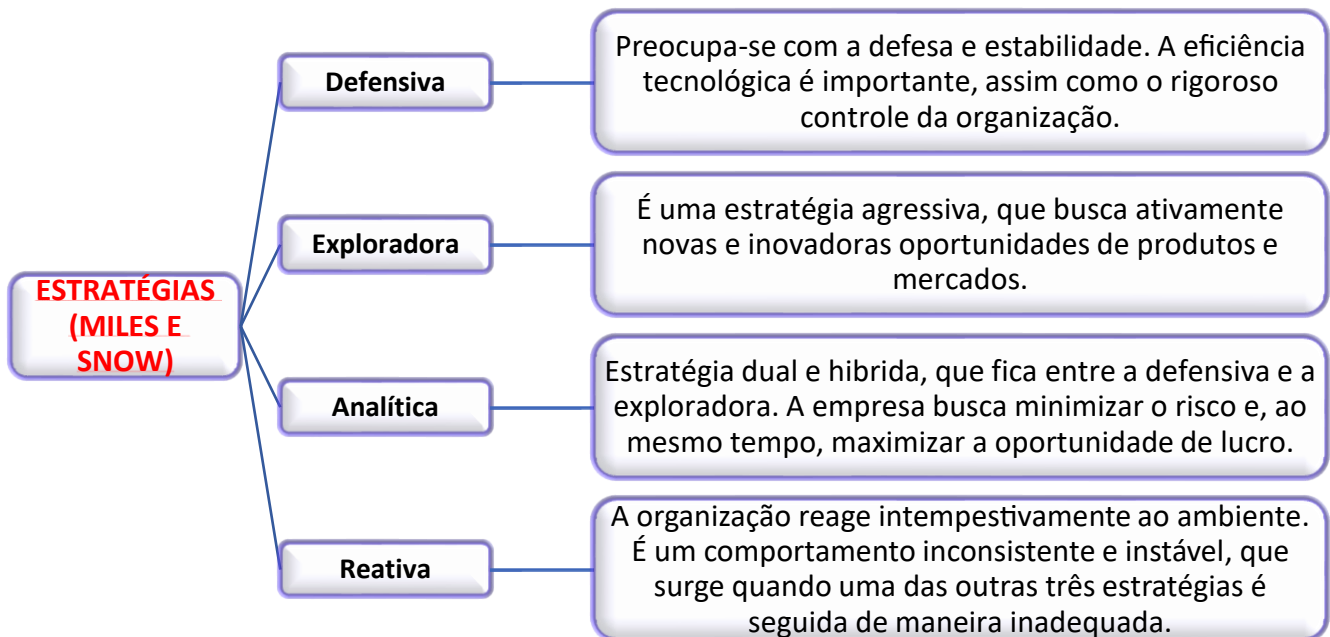 ESTRATÉGIAS
(MILES E
SNOW)
Defensiva
Preocupa-se com a defesa e estabilidade. A eficiência
tecnológica é importante, assim como o rigoroso
controle da organização.
Exploradora
É uma estratégia agressiva, que busca ativamente
novas e inovadoras oportunidades de produtos e
mercados.
Analítica
Estratégia dual e hibrida, que fica entre a defensiva e a
exploradora. A empresa busca minimizar o risco e, ao
mesmo tempo, maximizar a oportunidade de lucro.
Reativa
A organização reage intempestivamente ao ambiente.
É um comportamento inconsistente e instável, que
surge quando uma das outras três estratégias é
seguida de maneira inadequada.